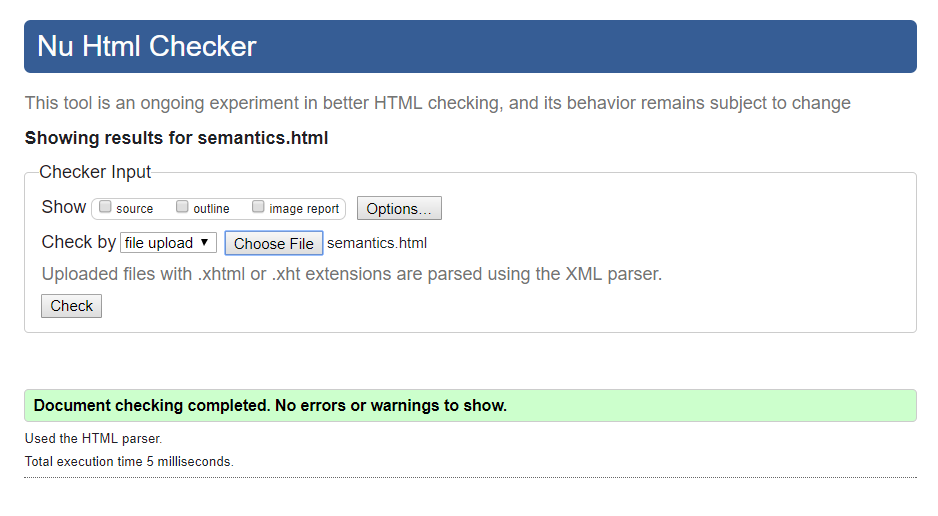 Nu Html Checker
This tool is an ongoing experiment in better HTML checking, and its behavior remains subject to change
Showing results for semantics.html
Checker Input
Show source outline image report Options...
Check by file upload Choose File semantics.html
Uploaded files with .xhtml or .xht extensions are parsed using the XML parser.
Check
Document checking completed. No errors or warnings to show.
Used the HTML parser.
Total execution time 5 milliseconds.